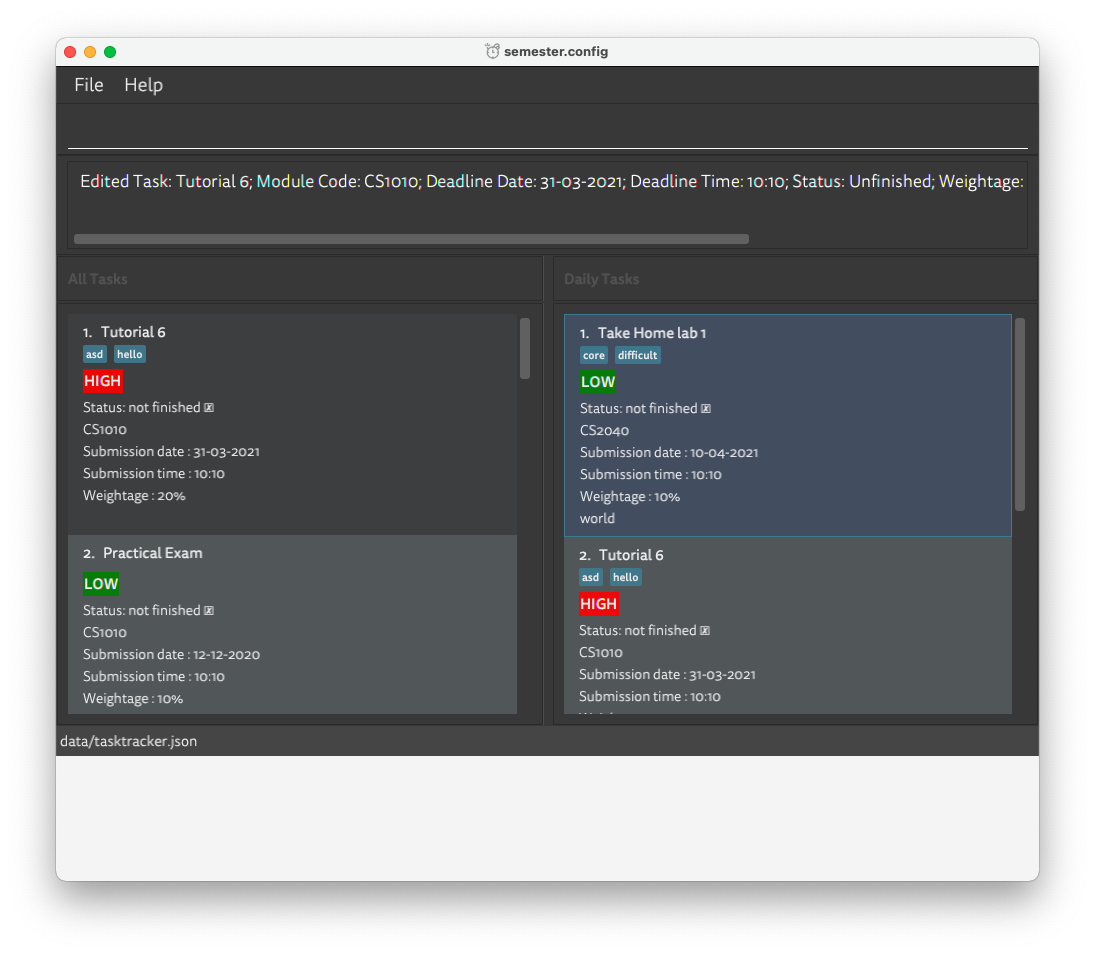 semester.config
File Help
Edited Task: Tutorial 6; Module Code: CS1010; Deadline Date: 31-03-2021; Deadline Time: 10:10; Status: Unfinished; Weightage:
All Tasks
1. Tutorial 6
asd hello
HIGH
Status: not finished
CS1010
Submission date : 31-03-2021
Submission time : 10:10
Weightage : 20%
2. Practical Exam
LOW
Status: not finished
CS1010
Submission date : 12-12-2020
Submission time : 10:10
Weightage : 10%
Daily Tasks
1. Take Home lab 1
core difficult
LOW
Status: not finished
CS2040
Submission date : 10-04-2021
Submission time : 10:10
Weightage : 10%
world
2. Tutorial 6
asd hello
HIGH
Status: not finished
CS1010
Submission date : 31-03-2021
Submission time : 10:10
data/tasktracker.json